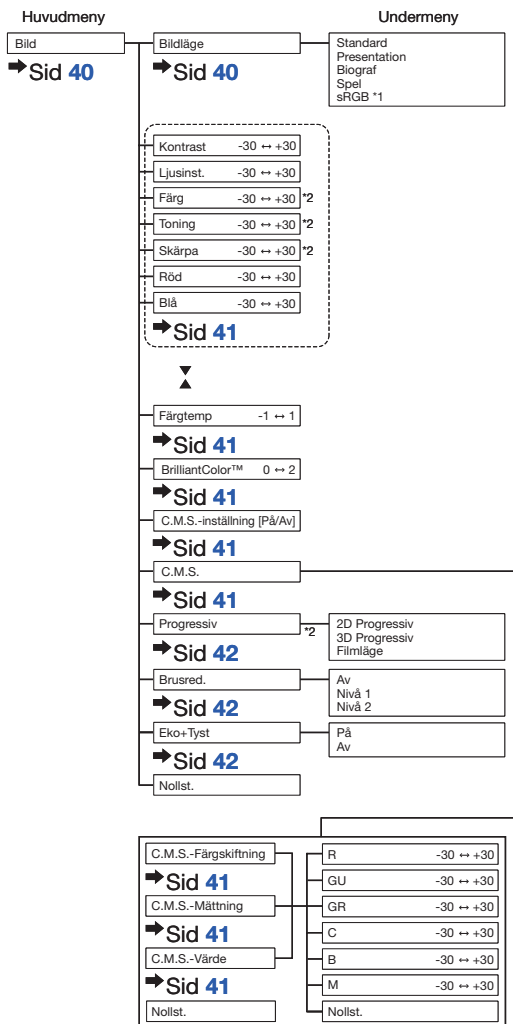 Huvudmeny
Undermeny
Bild
➡Sid 40
Bildläge
➡Sid 40
Standard
Presentation
Biograf
Spel
sRGB *1
Kontrast -30 ↔ +30
Ljusinst. -30 ↔ +30
Färg -30 ↔ +30 *2
Toning -30 ↔ +30 *2
Skärpa -30 ↔ +30 *2
Röd -30 ↔ +30
Blå -30 ↔ +30
➡Sid 41
Färgtemp -1 ↔ 1
➡Sid 41
BrilliantColor™ 0 ↔ 2
➡Sid 41
C.M.S.-inställning [På/Av]
➡Sid 41
C.M.S.
➡Sid 41
Progressiv *2
➡Sid 42
2D Progressiv
3D Progressiv
Filmläge
Brusred.
➡Sid 42
Av
Nivå 1
Nivå 2
Eko+Tyst
➡Sid 42
På
Av
Nollst.
C.M.S.-Färgskiftning
➡Sid 41
C.M.S.-Mättning
➡Sid 41
C.M.S.-Värde
➡Sid 41
Nollst.
R -30 ↔ +30
GU -30 ↔ +30
GR -30 ↔ +30
C -30 ↔ +30
B -30 ↔ +30
M -30 ↔ +30
Nollst.